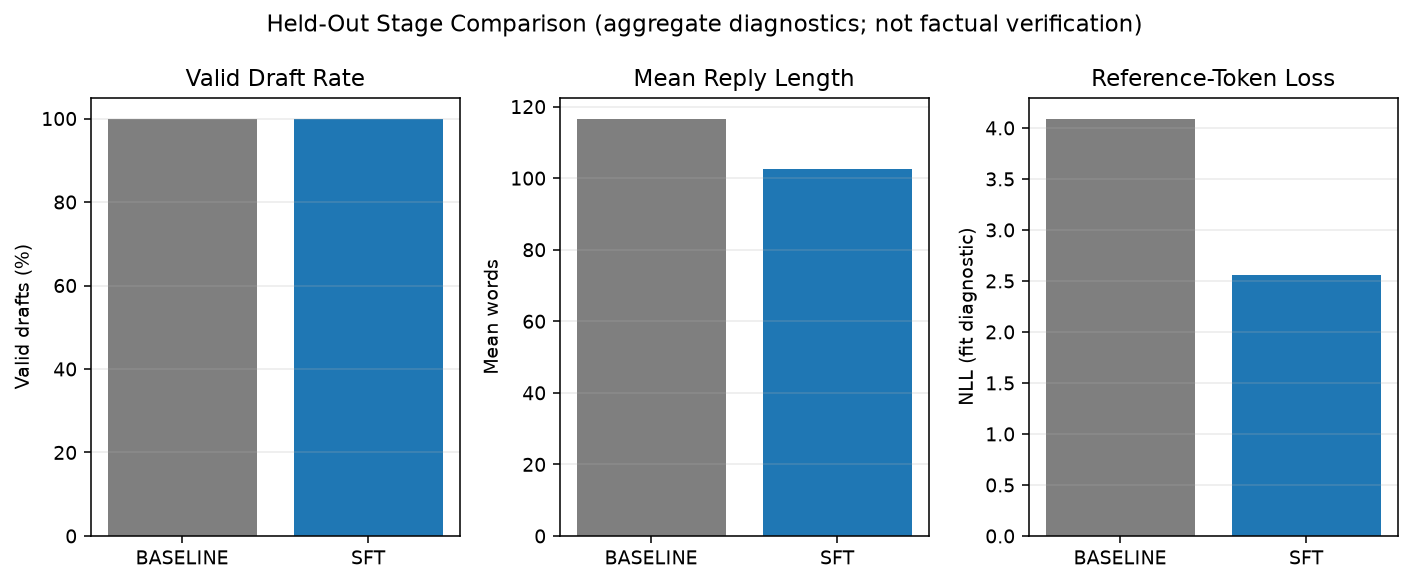 Held-Out Stage Comparison (aggregate diagnostics; not factual verification)
Valid Draft Rate
Valid drafts (%)
100
80
60
40
20
0
BASELINE
SFT
Mean Reply Length
Mean words
120
100
80
60
40
20
0
BASELINE
SFT
Reference-Token Loss
NLL (fit diagnostic)
4.0
3.5
3.0
2.5
2.0
1.5
1.0
0.5
0.0
BASELINE
SFT